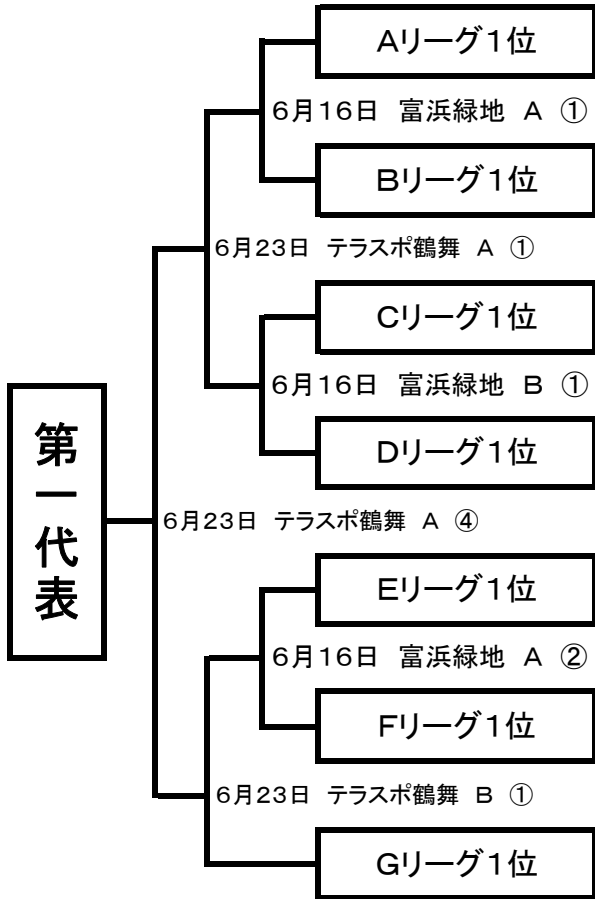 Aリーグ1位
6月16日 富浜緑地 A ①
Bリーグ1位
6月23日 テラスポ鶴舞 A ①
Cリーグ1位
6月16日 富浜緑地 B ①
Dリーグ1位
第一代表
6月23日 テラスポ鶴舞 A ④
Eリーグ1位
6月16日 富浜緑地 A ②
Fリーグ1位
6月23日 テラスポ鶴舞 B ①
Gリーグ1位